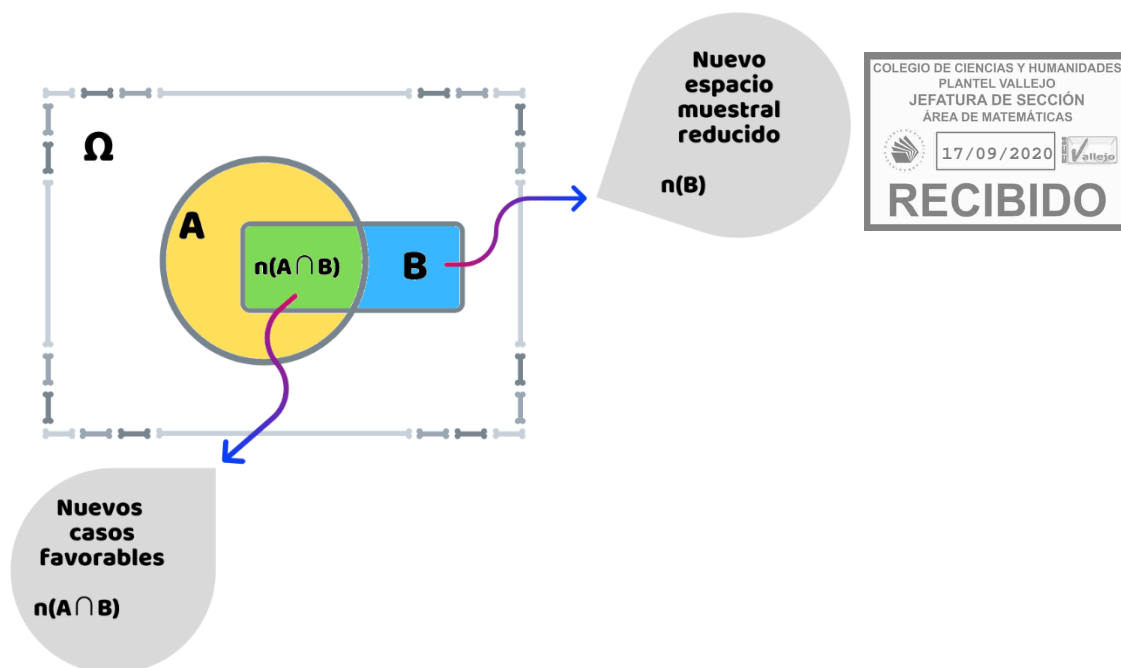 Nuevo
espacio
muestral
reducido
n(B)
COLEGIO DE CIENCIAS Y HUMANIDADES
PLANTEL VALLEJO
JEFATURA DE SECCIÓN
ÁREA DE MATEMÁTICAS
17/09/2020
Vallejo
RECIBIDO
Ω
A
n(A∩B)
B
Nuevos
casos
favorables
n(A∩B)